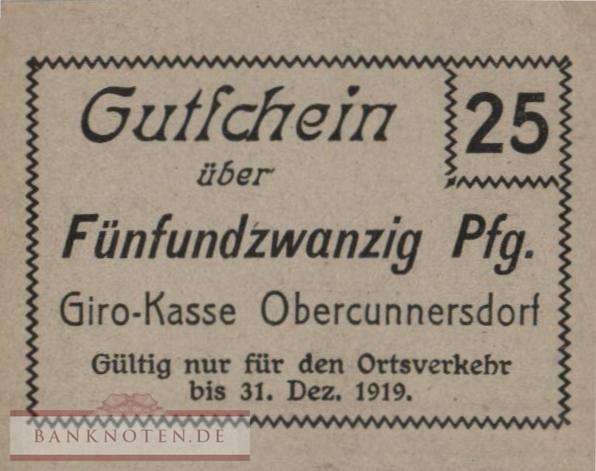 Gutſchein
25
über
Fünfundzwanzig Pfg.
Giro-Kasse Obercunnersdorf
Gültig nur für den Ortsverkehr
bis 31. Dez. 1919.
BANKNOTEN.DE